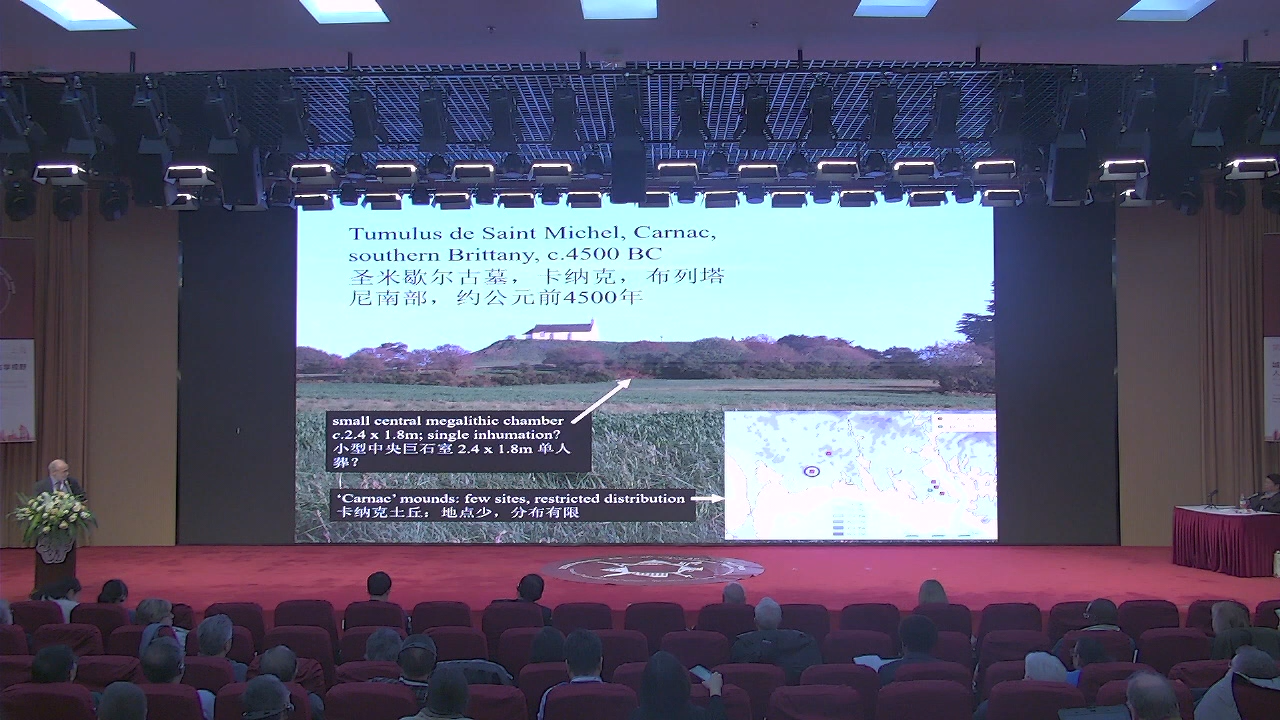 Tumulus de Saint Michel, Carnac,
southern Brittany, c.4500 BC
圣米歇尔古墓，卡纳克，布列塔
尼南部，约公元前4500年
small central megalithic chamber
c.2.4 x 1.8m; single inhumation?
小型中央巨石室 2.4 x 1.8m 单人
葬？
‘Carnac’ mounds: few sites, restricted distribution
卡纳克土丘：地点少，分布有限